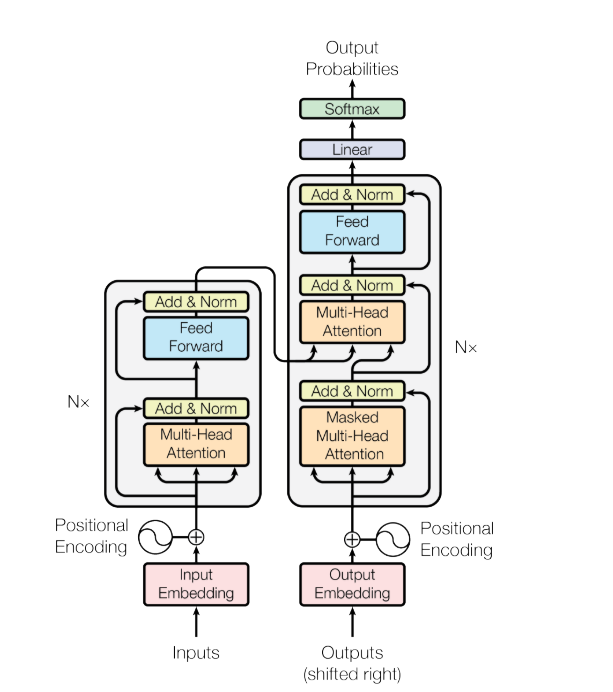 Output
Probabilities
Softmax
Linear
Add & Norm
Feed
Forward
Add & Norm
Multi-Head
Attention
Add & Norm
Masked
Multi-Head
Attention
N×
Add & Norm
Feed
Forward
Add & Norm
Multi-Head
Attention
N×
Positional
Encoding
Positional
Encoding
Input
Embedding
Output
Embedding
Inputs
Outputs
(shifted right)